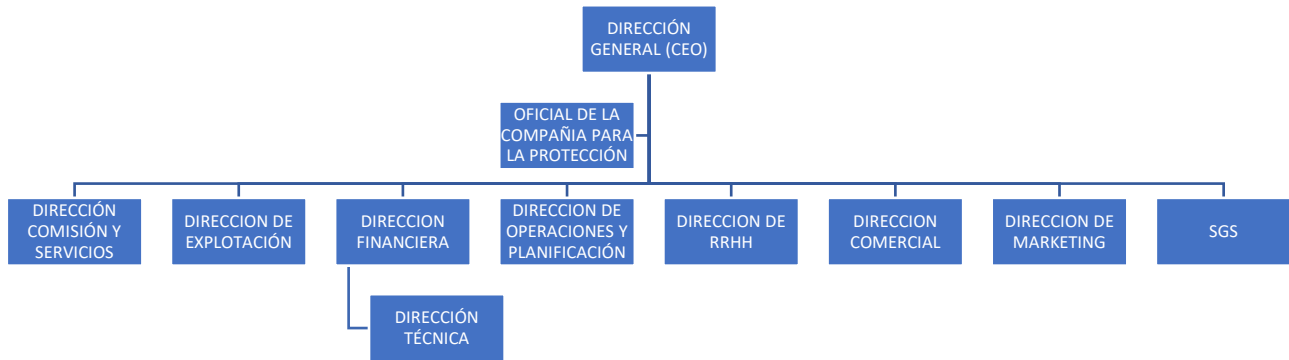 DIRECCIÓN
GENERAL (CEO)
OFICIAL DE LA
COMPAÑIA PARA
LA PROTECCIÓN
DIRECCIÓN
COMISIÓN Y
SERVICIOS
DIRECCION DE
EXPLOTACIÓN
DIRECCION
FINANCIERA
DIRECCION DE
OPERACIONES Y
PLANIFICACIÓN
DIRECCION DE
RRHH
DIRECCION
COMERCIAL
DIRECCION DE
MARKETING
SGS
DIRECCIÓN
TÉCNICA